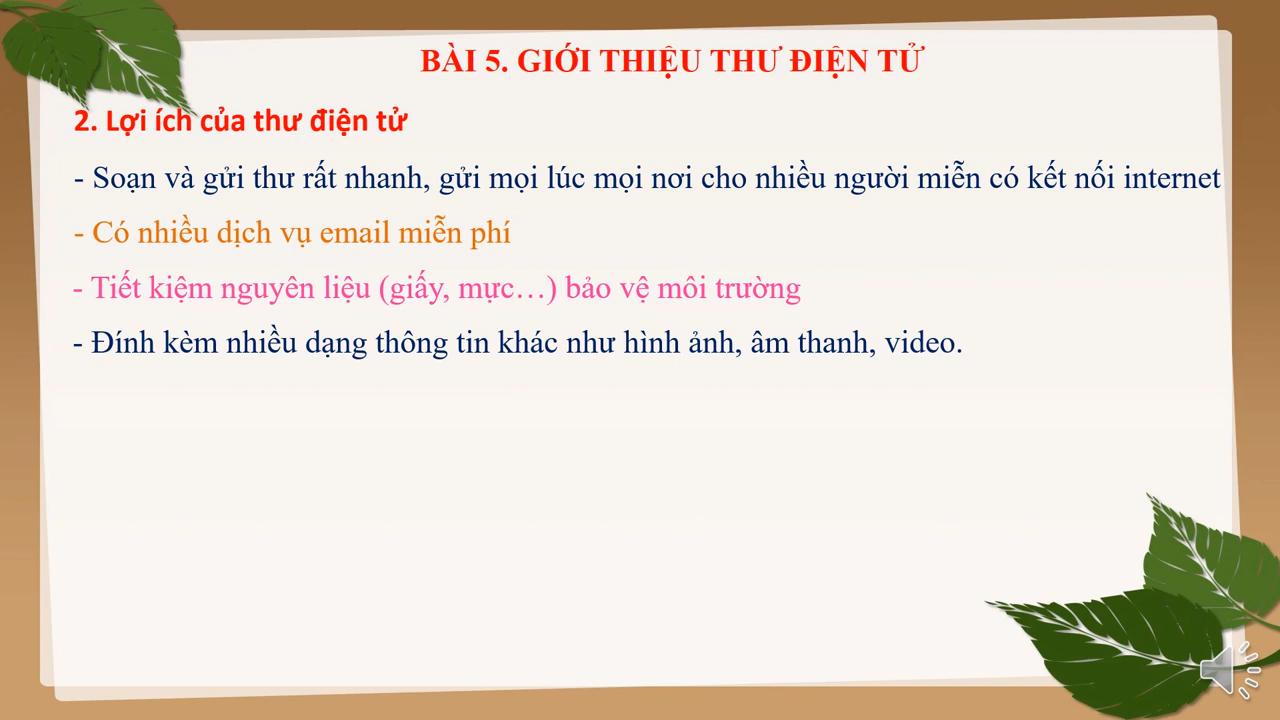 BÀI 5. GIỚI THIỆU THƯ ĐIỆN TỬ
2. Lợi ích của thư điện tử
- Soạn và gửi thư rất nhanh, gửi mọi lúc mọi nơi cho nhiều người miễn có kết nối internet
- Có nhiều dịch vụ email miễn phí
- Tiết kiệm nguyên liệu (giấy, mực…) bảo vệ môi trường
- Đính kèm nhiều dạng thông tin khác như hình ảnh, âm thanh, video.